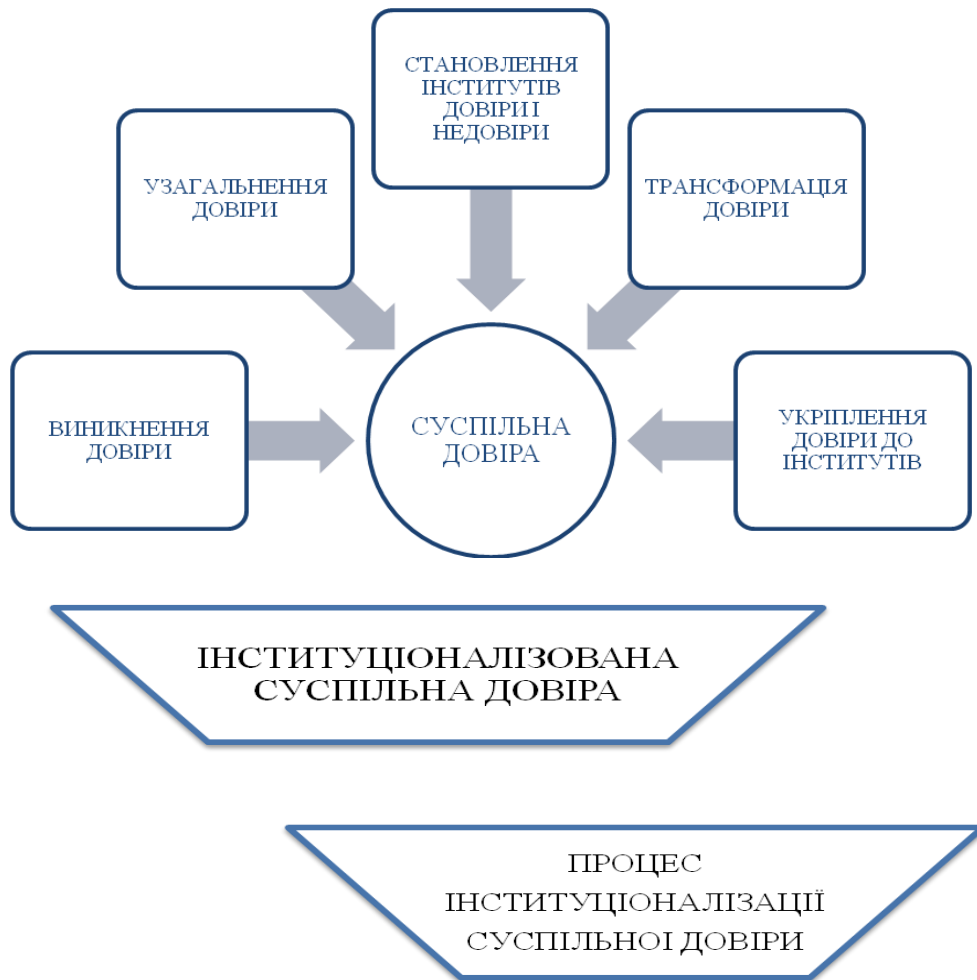 СТАНОВЛЕННЯ
ІНСТИТУТІВ
ДОВІРИ І
НЕДОВІРИ
УЗАГАЛЬНЕННЯ
ДОВІРИ
ТРАНСФОРМАЦІЯ
ДОВІРИ
ВИНИКНЕННЯ
ДОВІРИ
СУСПІЛЬНА
ДОВІРА
УКРІПЛЕННЯ
ДОВІРИ ДО
ІНСТИТУТІВ
ІНСТИТУЦІОНАЛІЗОВАНА
СУСПІЛЬНА ДОВІРА
ПРОЦЕС
ІНСТИТУЦІОНАЛІЗАЦІЇ
СУСПІЛЬНОІ ДОВІРИ